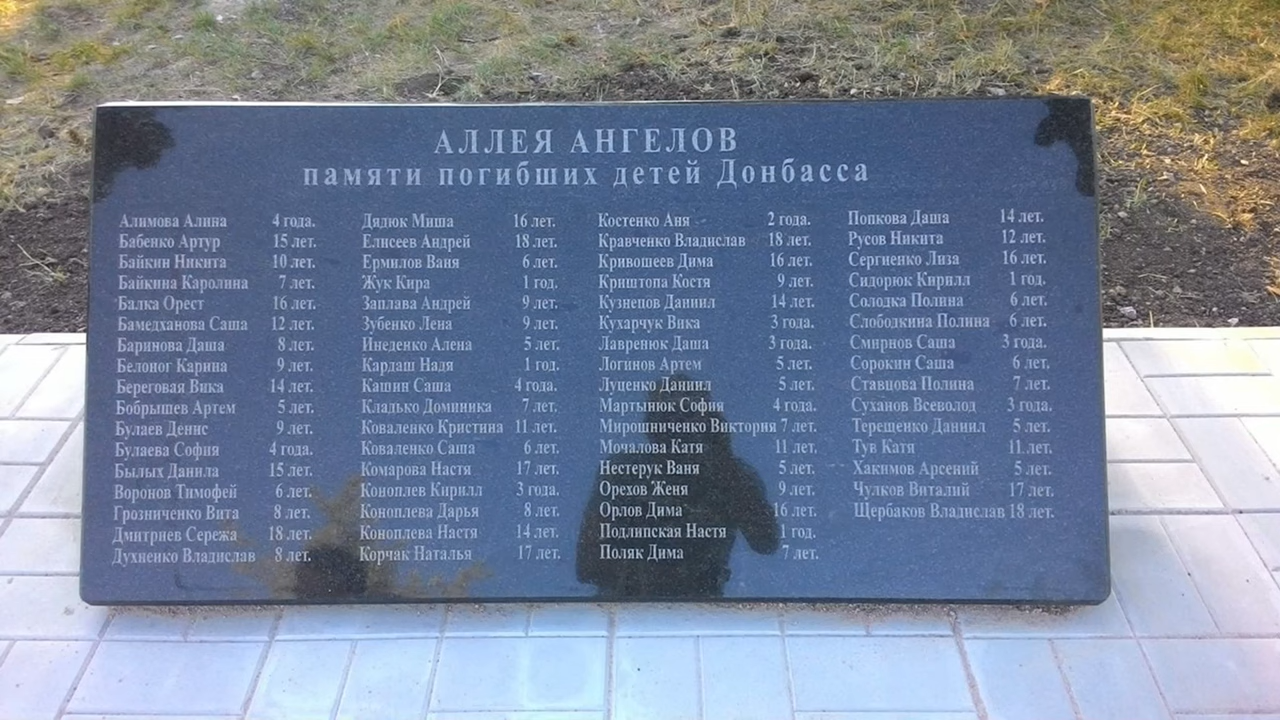 АЛЛЕЯ АНГЕЛОВ
памяти погибших детей Донбасса
Алимова Алина 4 года.
Бабенко Артур 15 лет.
Байкин Никита 10 лет.
Байкина Каролина 7 лет.
Балка Орест 16 лет.
Бамедханова Саша 12 лет.
Баринова Даша 8 лет.
Белоног Карина 9 лет.
Береговая Вика 14 лет.
Бобрышев Артем 5 лет.
Булаев Денис 9 лет.
Булаева София 4 года.
Былых Данила 15 лет.
Воронов Тимофей 6 лет.
Грозниченко Вита 8 лет.
Дмитриев Сережа 18 лет.
Духненко Владислав 8 лет.
Дядюк Миша 16 лет.
Елисеев Андрей 18 лет.
Ермилов Ваня 6 лет.
Жук Кира 1 год.
Заплава Андрей 9 лет.
Зубенко Лена 9 лет.
Инеденко Алена 5 лет.
Кардаш Надя 1 год.
Кашин Саша 4 года.
Кладько Доминика 7 лет.
Коваленко Кристина 11 лет.
Коваленко Саша 6 лет.
Комарова Настя 17 лет.
Коноплев Кирилл 3 года.
Коноплева Дарья 8 лет.
Коноплева Настя 14 лет.
Корчак Наталья 17 лет.
Костенко Аня 2 года.
Кравченко Владислав 18 лет.
Кривошеев Дима 16 лет.
Криштопа Костя 9 лет.
Кузнецов Даниил 14 лет.
Кухарчук Вика 3 года.
Лавренюк Даша 3 года.
Логинов Артем 5 лет.
Луценко Даниил 5 лет.
Мартынюк София 4 года.
Мирошниченко Виктория 7 лет.
Мочалова Катя 11 лет.
Нестерук Ваня 5 лет.
Орехов Женя 9 лет.
Орлов Дима 16 лет.
Подлипская Настя 1 год.
Поляк Дима 7 лет.
Попкова Даша 14 лет.
Русов Никита 12 лет.
Сергиенко Лиза 16 лет.
Сидорюк Кирилл 1 год.
Солодка Полина 6 лет.
Слободкина Полина 6 лет.
Смирнов Саша 3 года.
Сорокин Саша 6 лет.
Ставцова Полина 7 лет.
Суханов Всеволод 3 года.
Терещенко Даниил 5 лет.
Тув Катя 11 лет.
Хакимов Арсений 5 лет.
Чулков Виталий 17 лет.
Щербаков Владислав 18 лет.